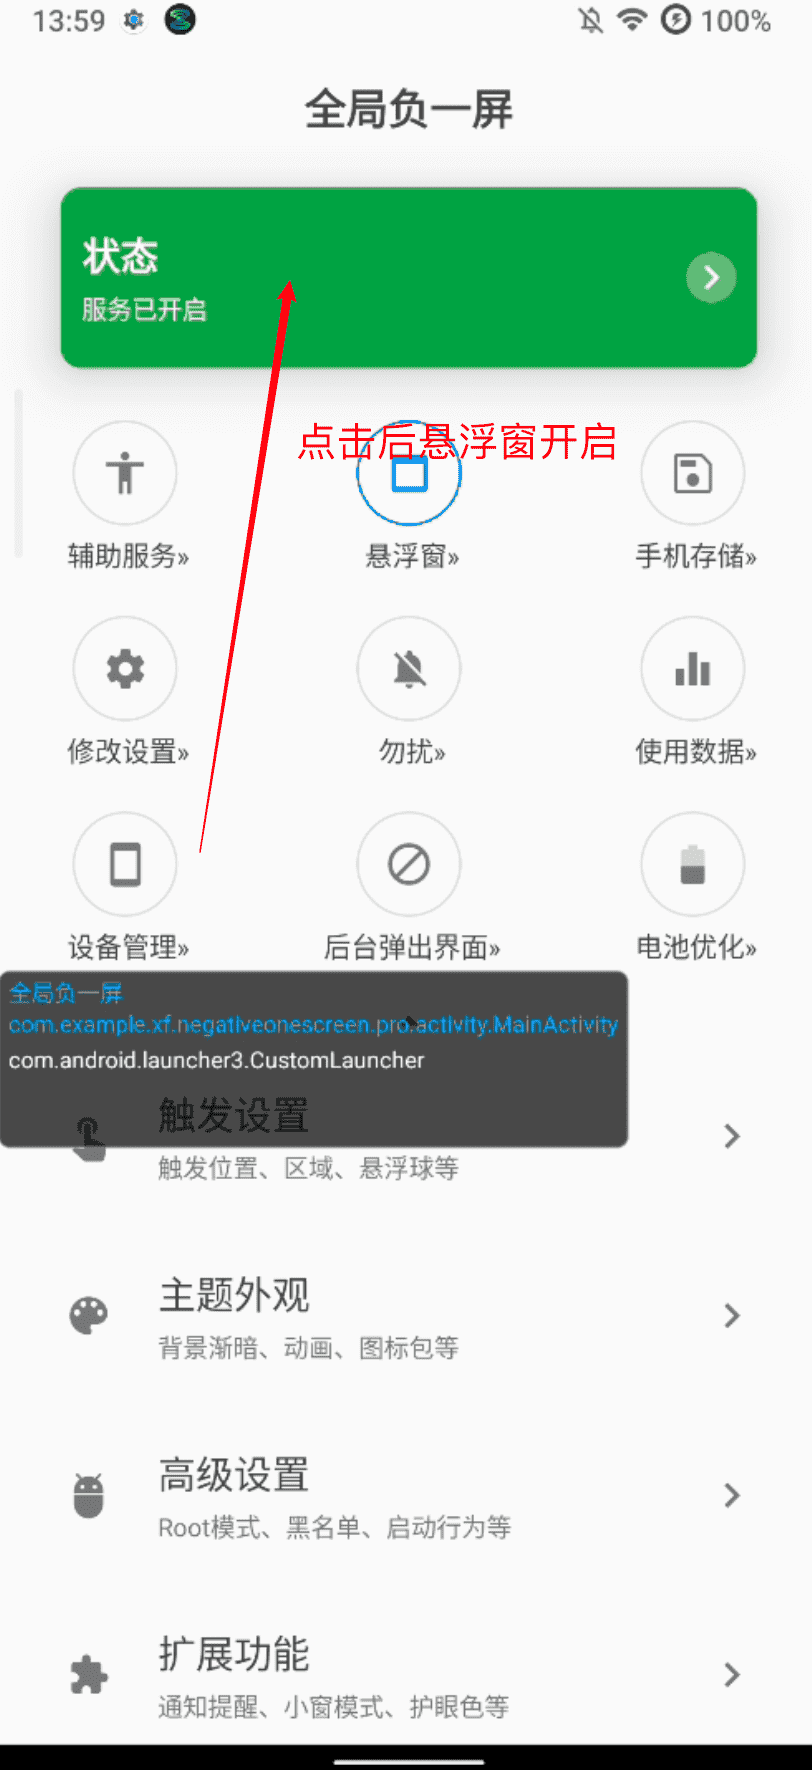 13:59
100%
全局负一屏
状态
服务已开启
点击后悬浮窗开启
辅助服务»
悬浮窗»
手机存储»
修改设置»
勿扰»
使用数据»
设备管理»
后台弹出界面»
电池优化»
全局负一屏
com.example.xf.negativeonescreen.pro.activity.MainActivity
com.android.launcher3.CustomLauncher
触发设置
触发位置、区域、悬浮球等
主题外观
背景渐暗、动画、图标包等
高级设置
Root模式、黑名单、启动行为等
扩展功能
通知提醒、小窗模式、护眼色等